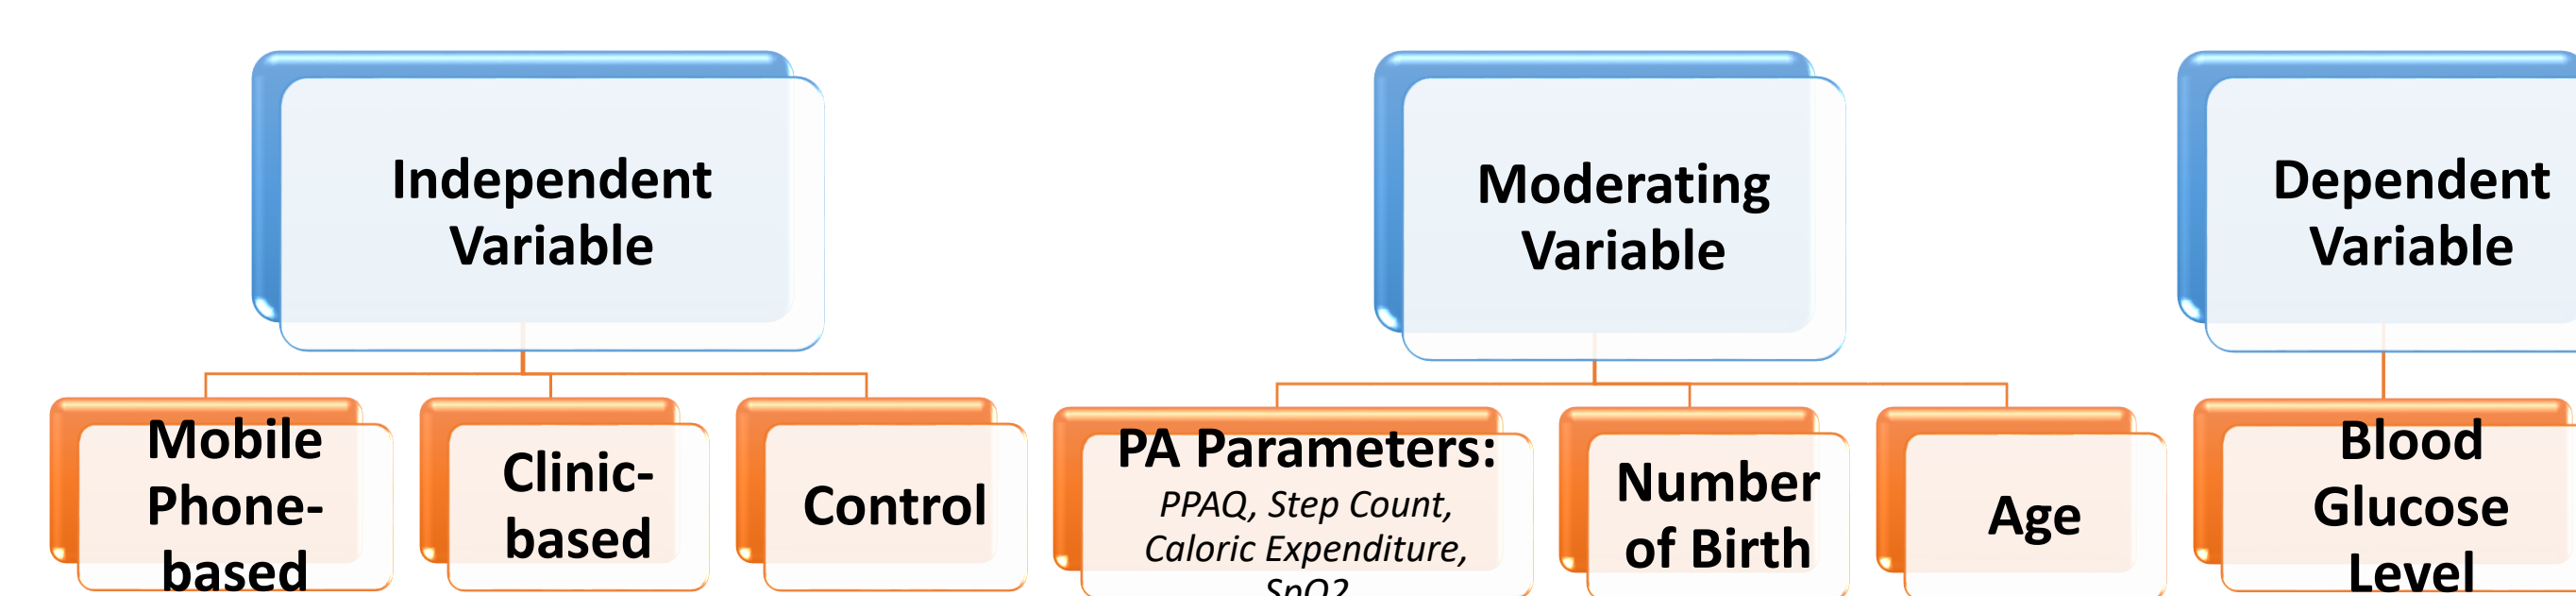 Independent
Variable
Moderating
Variable
Dependent
Variable
Mobile
Phone-
based
Clinic-
based
Control
PA Parameters:
PPAQ, Step Count,
Caloric Expenditure,
SpO2
Number
of Birth
Age
Blood
Glucose
Level